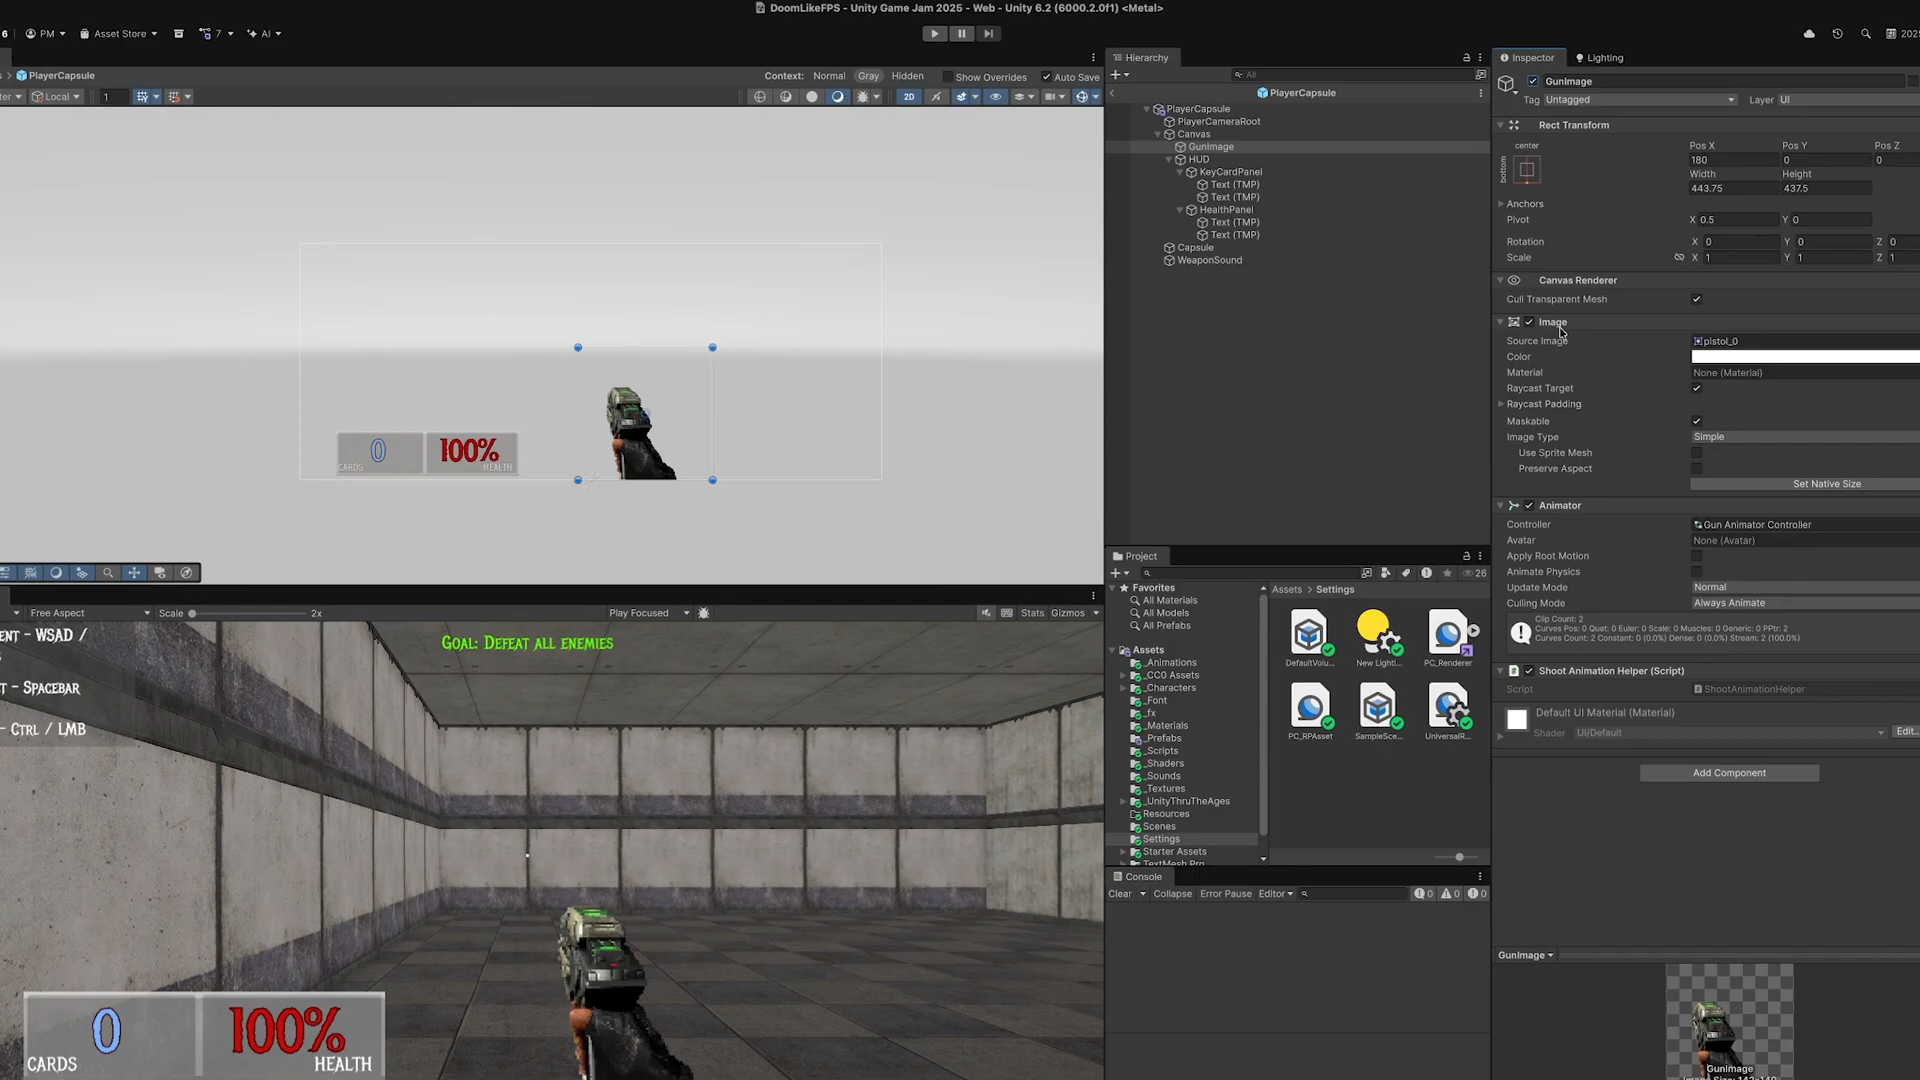 DoomLikeFPS - Unity Game Jam 2025 - Web - Unity 6.2 (6000.2.0f1) <Metal>
6 PM Asset Store 7 AI 2025
PlayerCapsule
Context: Normal Gray Hidden Show Overrides Auto Save
Local 1 2D
0 CARDS 100% HEALTH
Free Aspect Scale 2x Play Focused Stats Gizmos
ENT - WSAD /
GOAL: DEFEAT ALL ENEMIES
T - SPACEBAR
- CTRL / LMB
0 100%
CARDS HEALTH
Hierarchy
All
PlayerCapsule
PlayerCapsule
PlayerCameraRoot
Canvas
GunImage
HUD
KeyCardPanel
Text (TMP)
Text (TMP)
HealthPanel
Text (TMP)
Text (TMP)
Capsule
WeaponSound
Project
26
Favorites
All Materials
All Models
All Prefabs
Assets
_Animations
_CC0 Assets
_Characters
_Font
_fx
_Materials
_Prefabs
_Scripts
_Shaders
_Sounds
_Textures
_UnityThruTheAges
Resources
Scenes
Settings
Starter Assets
TextMesh Pro
Assets > Settings
DefaultVolu... New Lighti... PC_Renderer
PC_RPAsset SampleSce... UniversalR...
Console
Clear Collapse Error Pause Editor 0 0 0
Inspector Lighting
GunImage
Tag Untagged Layer UI
Rect Transform
center
bottom
Pos X Pos Y Pos Z
180 0 0
Width Height
443.75 437.5
Anchors
Pivot X 0.5 Y 0
Rotation X 0 Y 0 Z 0
Scale X 1 Y 1 Z 1
Canvas Renderer
Cull Transparent Mesh
Image
Source Image pistol_0
Color
Material None (Material)
Raycast Target
Raycast Padding
Maskable
Image Type Simple
Use Sprite Mesh
Preserve Aspect
Set Native Size
Animator
Controller Gun Animator Controller
Avatar None (Avatar)
Apply Root Motion
Animate Physics
Update Mode Normal
Culling Mode Always Animate
Clip Count: 2
Curves Pos: 0 Quat: 0 Euler: 0 Scale: 0 Muscles: 0 Generic: 0 PPtr: 2
Curves Count: 2 Constant: 0 (0.0%) Dense: 0 (0.0%) Stream: 2 (100.0%)
Shoot Animation Helper (Script)
Script ShootAnimationHelper
Default UI Material (Material)
Shader UI/Default Edit...
Add Component
GunImage
GunImage